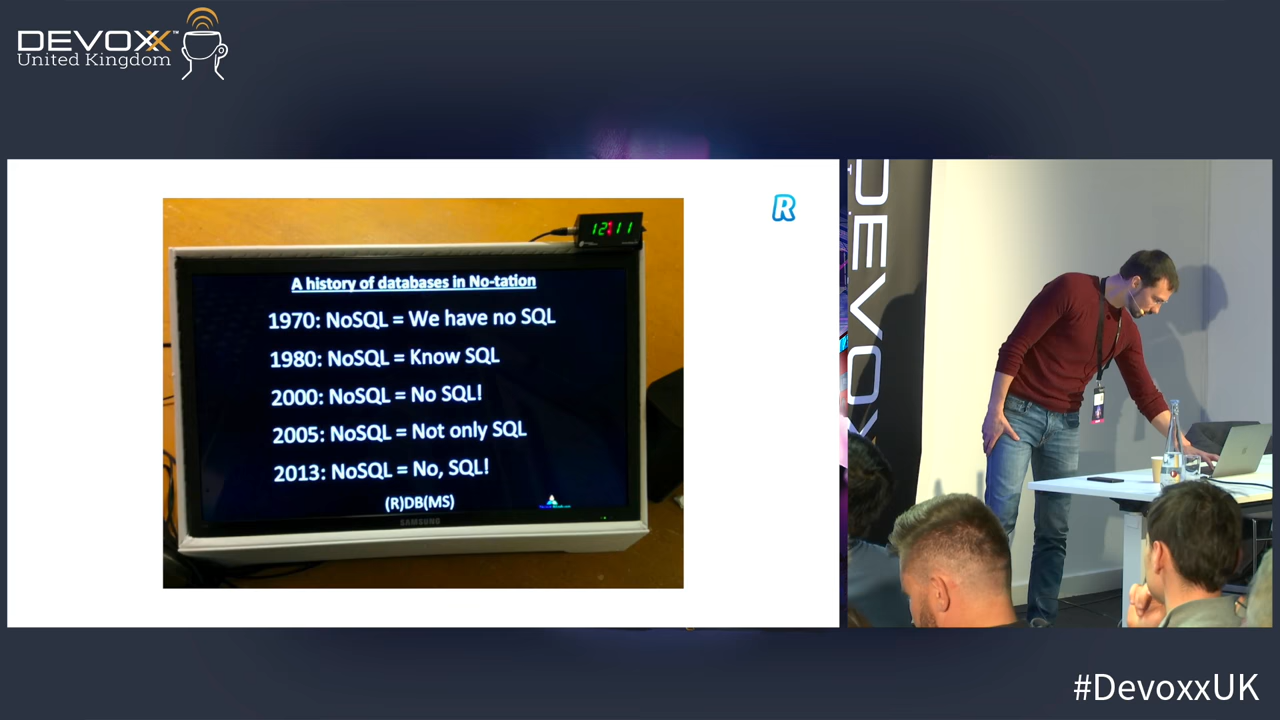 DEVOXX™
United Kingdom
R
12:11
A history of databases in No-tation
1970: NoSQL = We have no SQL
1980: NoSQL = Know SQL
2000: NoSQL = No SQL!
2005: NoSQL = Not only SQL
2013: NoSQL = No, SQL!
(R)DB(MS)
SAMSUNG
DEVOX
#DevoxxUK